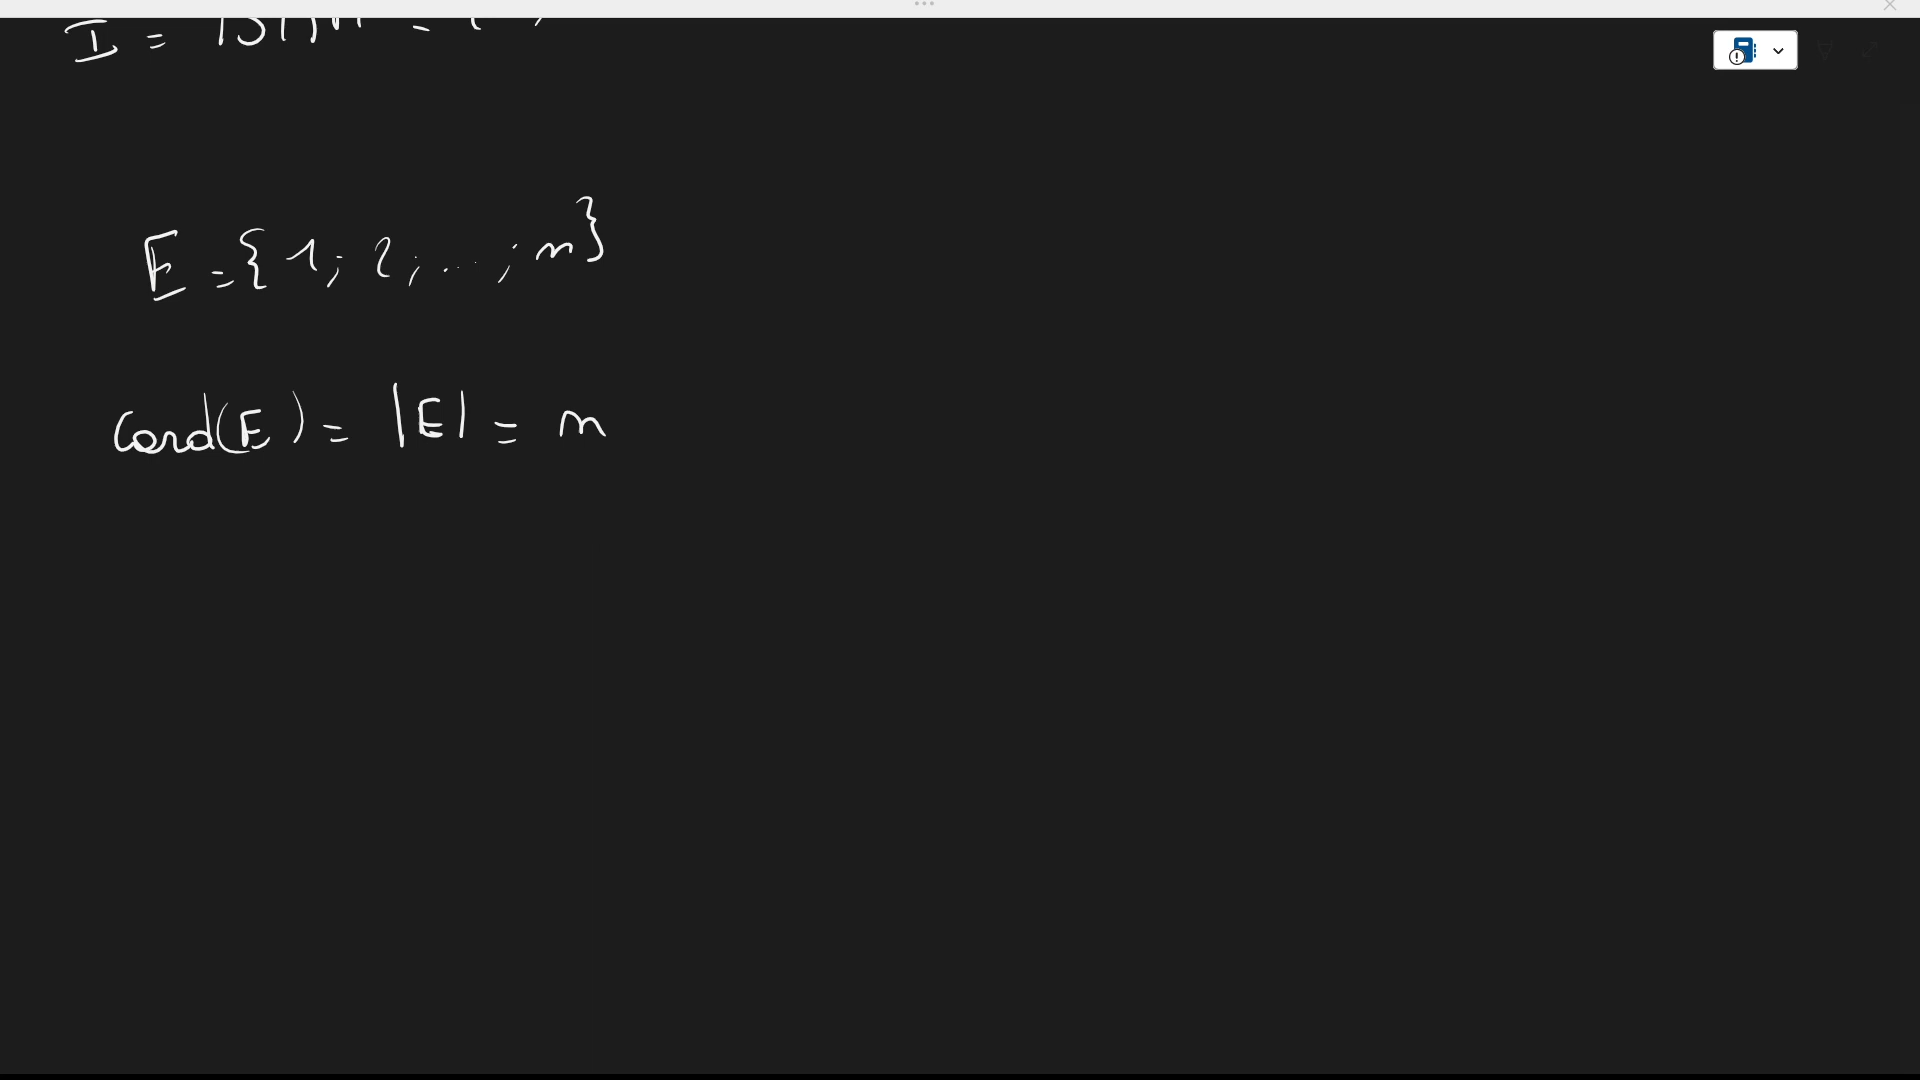 I =
E = {1; 2; ...; n}
Card(E) = |E| = n